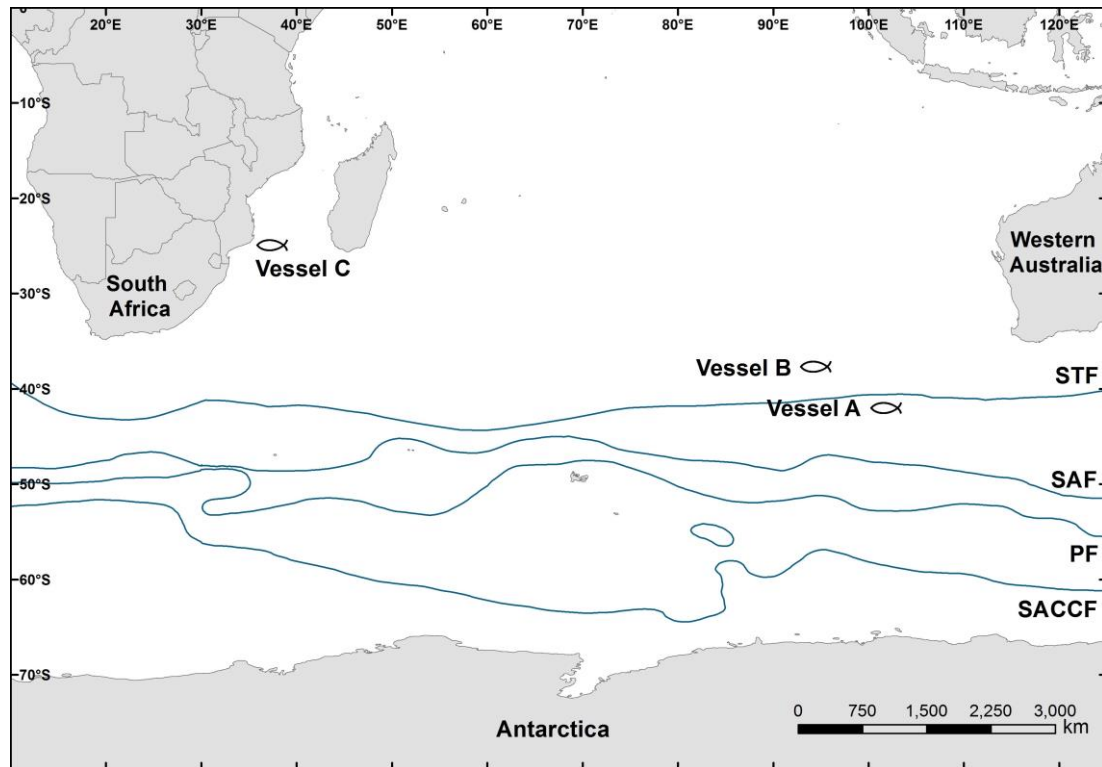 0
20°E 30°E 40°E 50°E 60°E 70°E 80°E 90°E 100°E 110°E 120°E
10°S
20°S
Western
Australia
Vessel C
South
Africa
30°S
Vessel B
STF
40°S
Vessel A
SAF
50°S
PF
60°S
SACCF
70°S
0 750 1,500 2,250 3,000
km
Antarctica